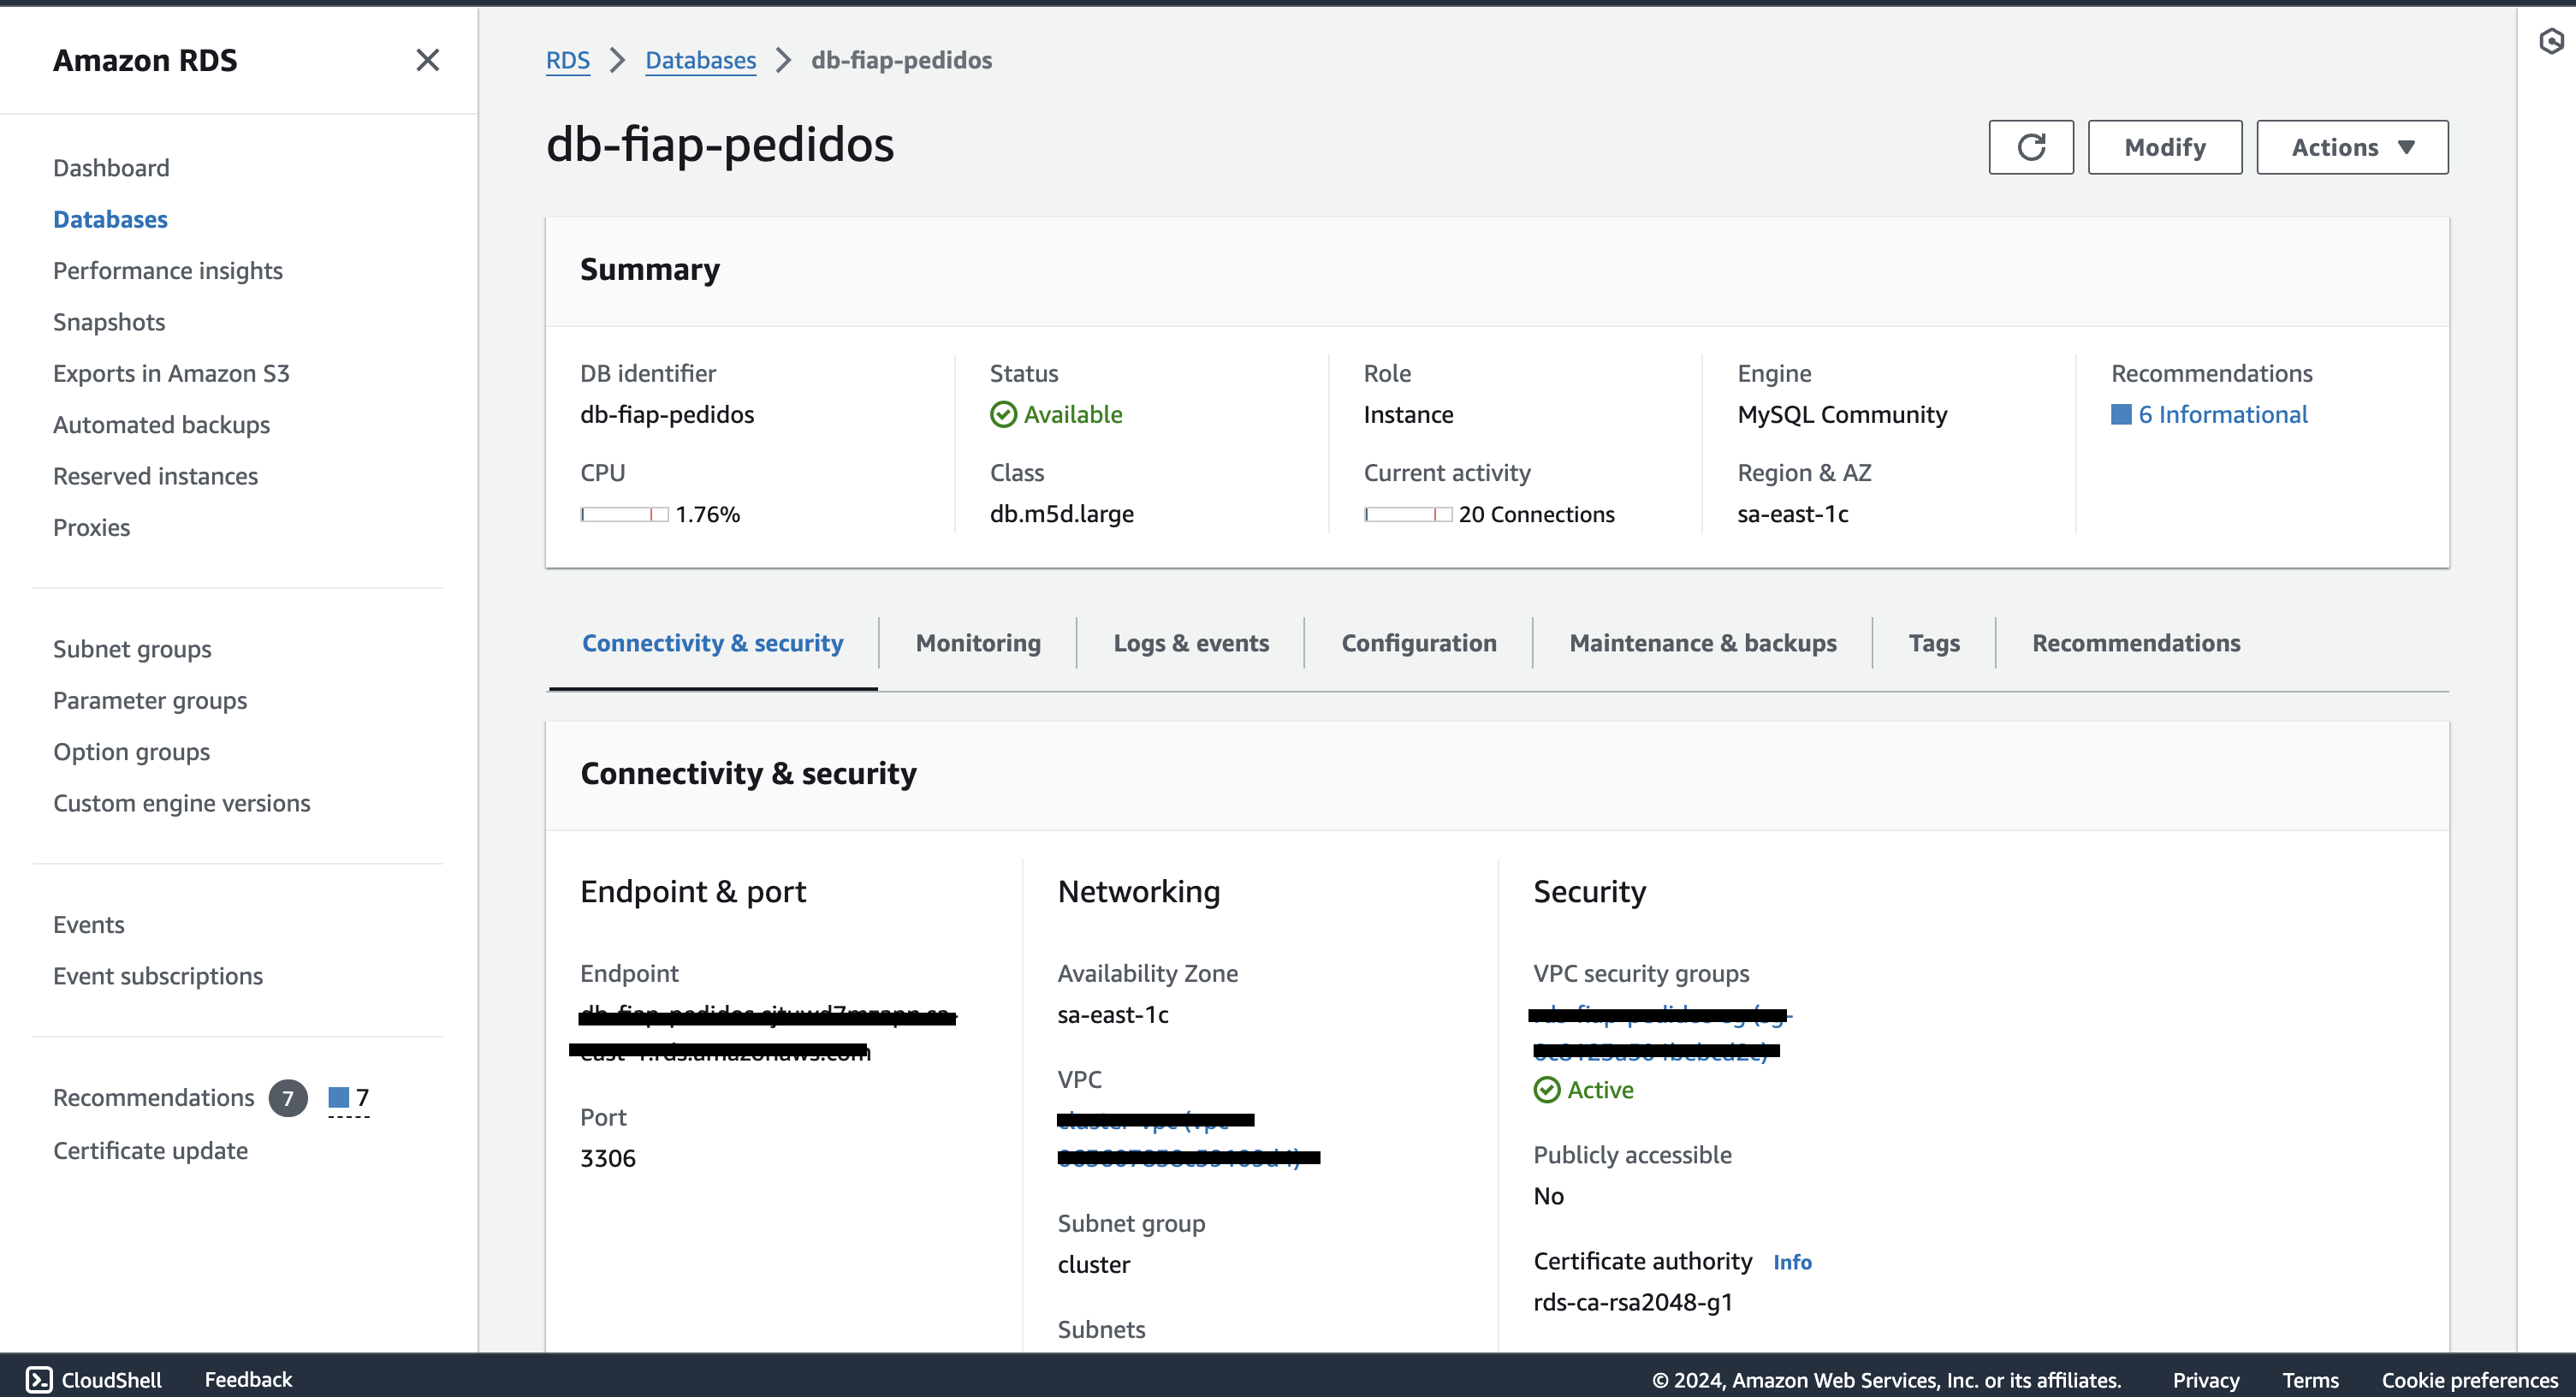 Amazon RDS
Dashboard
Databases
Performance insights
Snapshots
Exports in Amazon S3
Automated backups
Reserved instances
Proxies
Subnet groups
Parameter groups
Option groups
Custom engine versions
Events
Event subscriptions
Recommendations 7 7
Certificate update
RDS > Databases > db-fiap-pedidos
db-fiap-pedidos
Modify
Actions
Summary
DB identifier
db-fiap-pedidos
CPU
1.76%
Status
Available
Class
db.m5d.large
Role
Instance
Current activity
20 Connections
Engine
MySQL Community
Region & AZ
sa-east-1c
Recommendations
6 Informational
Connectivity & security
Monitoring
Logs & events
Configuration
Maintenance & backups
Tags
Recommendations
Connectivity & security
Endpoint & port
Endpoint
Port
3306
Networking
Availability Zone
sa-east-1c
VPC
Subnet group
cluster
Subnets
Security
VPC security groups
Active
Publicly accessible
No
Certificate authority Info
rds-ca-rsa2048-g1
CloudShell
Feedback
© 2024, Amazon Web Services, Inc. or its affiliates.
Privacy
Terms
Cookie preferences